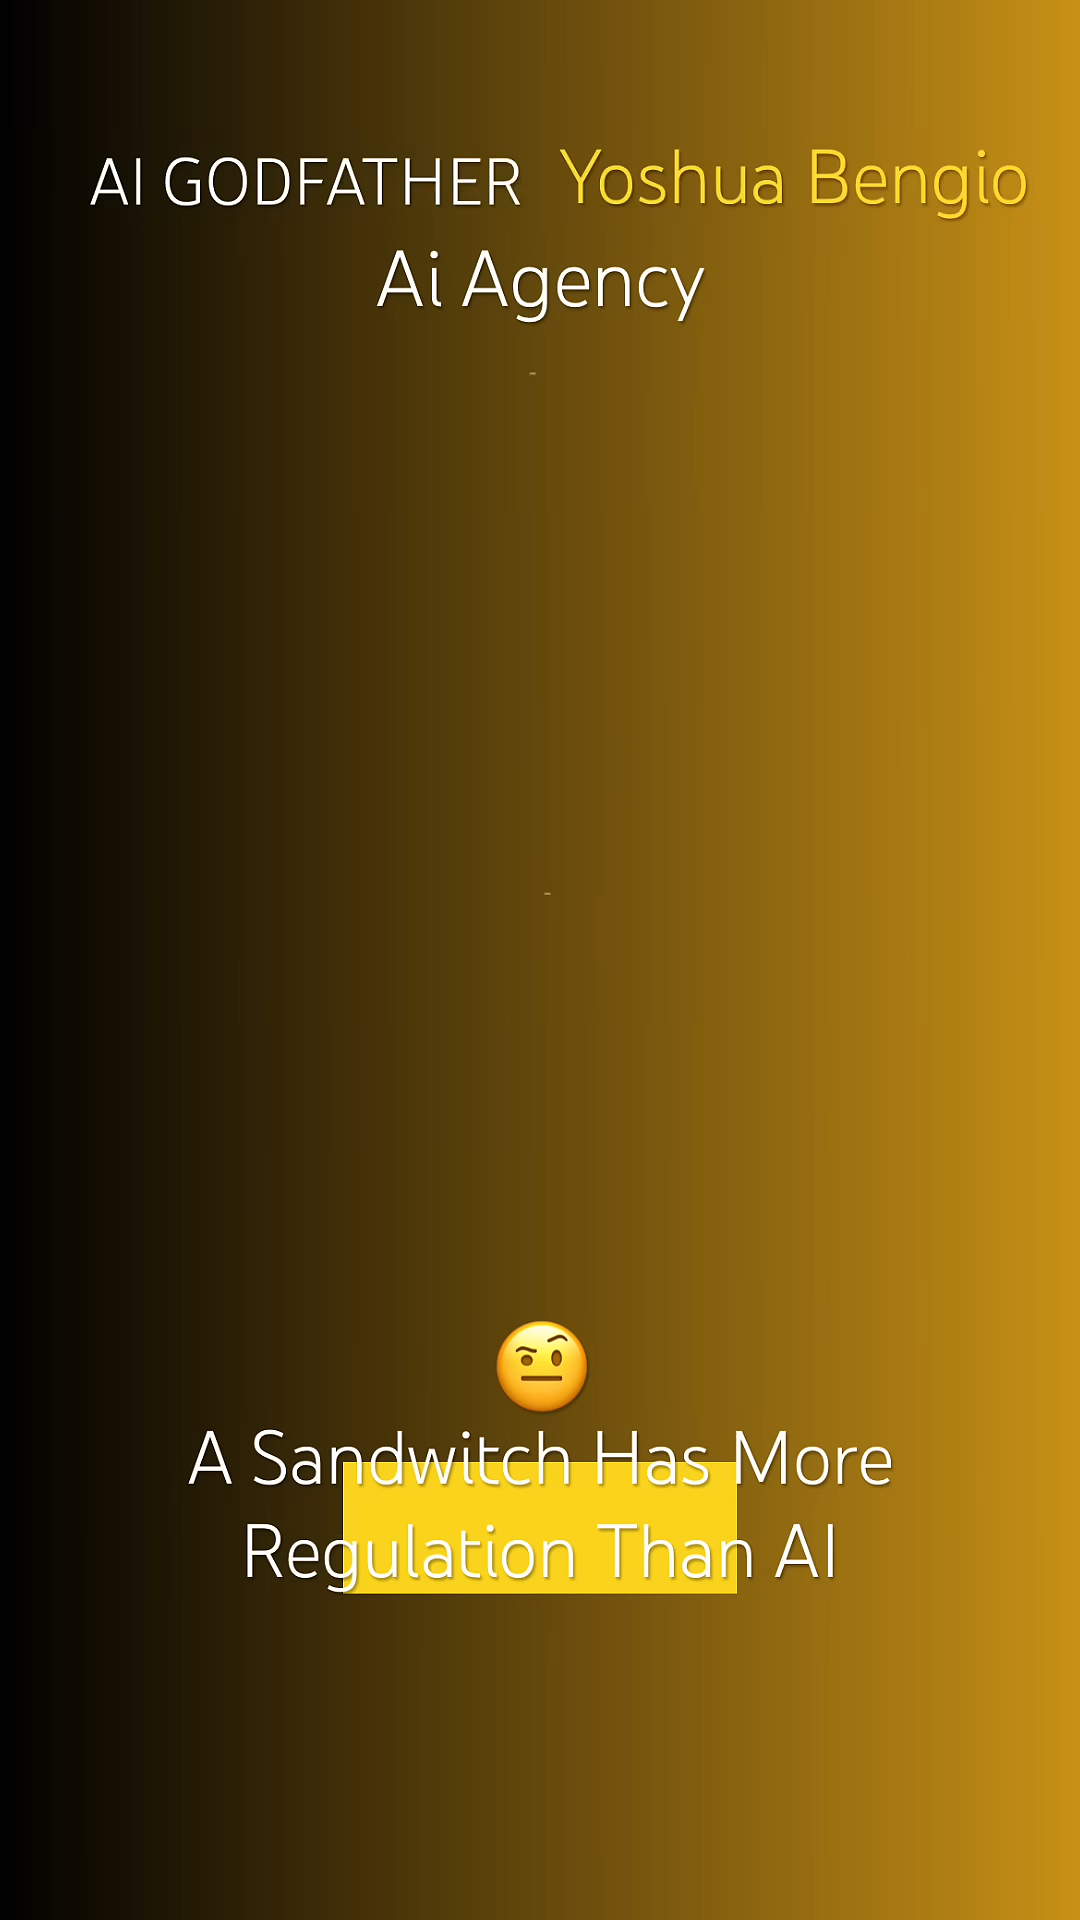 AI GODFATHER Yoshua Bengio
Ai Agency
-
-
🤨
A Sandwitch Has More
Regulation Than AI